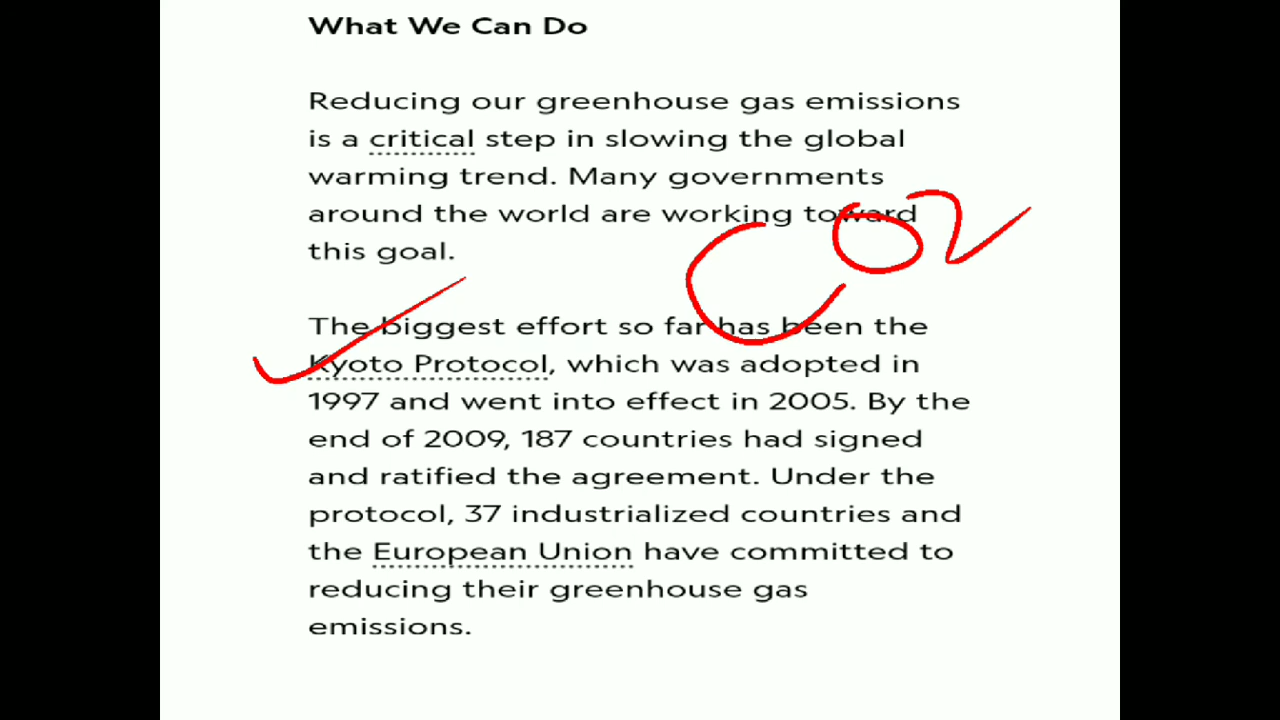 What We Can Do
Reducing our greenhouse gas emissions
is a critical step in slowing the global
warming trend. Many governments
around the world are working toward
this goal.
CO2
The biggest effort so far has been the
Kyoto Protocol, which was adopted in
1997 and went into effect in 2005. By the
end of 2009, 187 countries had signed
and ratified the agreement. Under the
protocol, 37 industrialized countries and
the European Union have committed to
reducing their greenhouse gas
emissions.